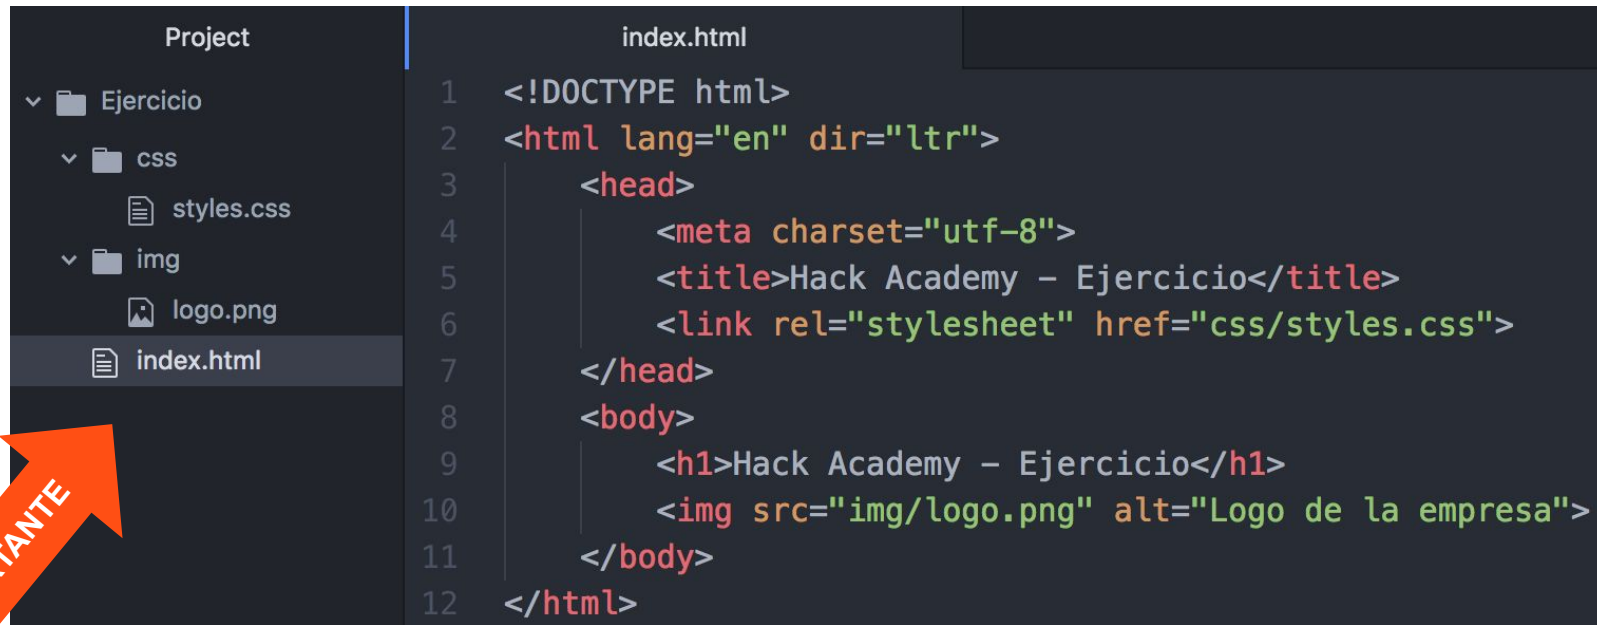 Project
Ejercicio
css
styles.css
img
logo.png
index.html
index.html
1 <!DOCTYPE html>
2 <html lang="en" dir="ltr">
3 <head>
4 <meta charset="utf-8">
5 <title>Hack Academy – Ejercicio</title>
6 <link rel="stylesheet" href="css/styles.css">
7 </head>
8 <body>
9 <h1>Hack Academy – Ejercicio</h1>
10 <img src="img/logo.png" alt="Logo de la empresa">
11 </body>
12 </html>